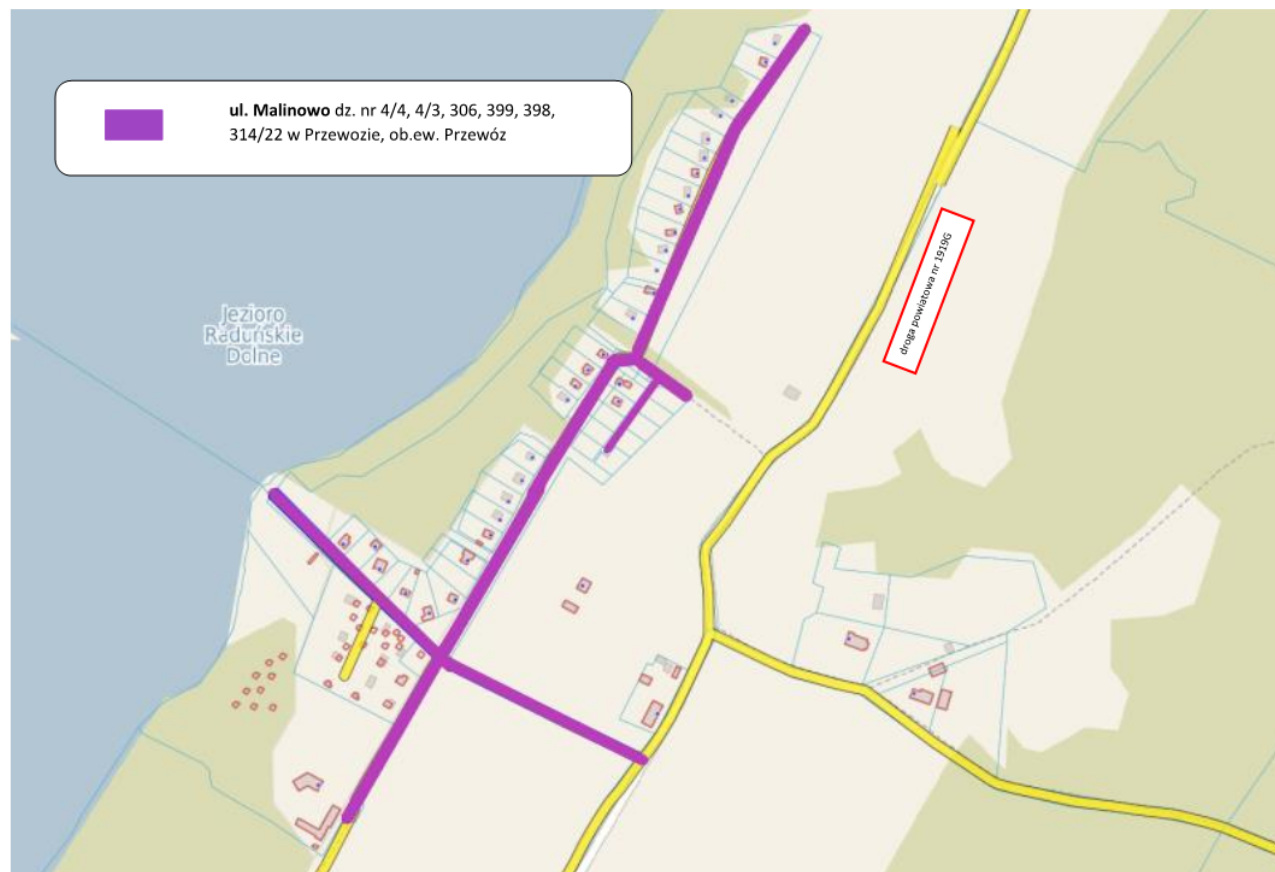 ul. Malinowo dz. nr 4/4, 4/3, 306, 399, 398,
314/22 w Przewozie, ob.ew. Przewóz
droga powiatowa nr 1919G
Jezioro
Raduńskie
Dolne